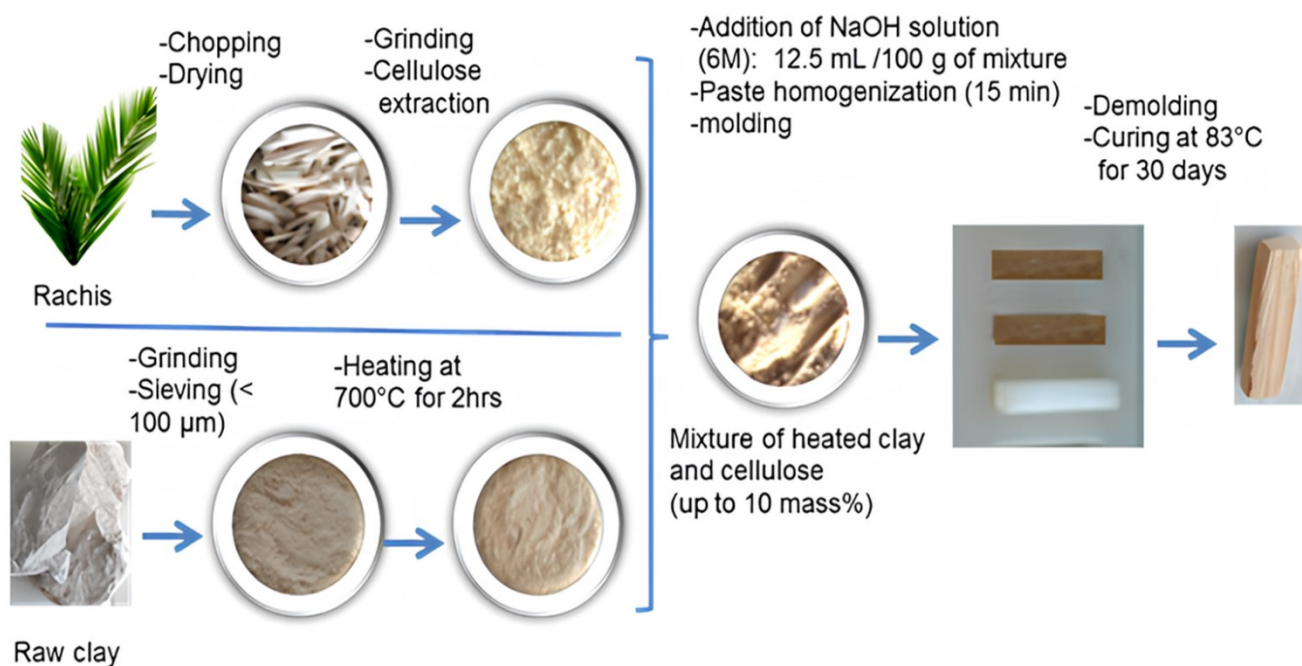 -Chopping
-Drying
-Grinding
-Cellulose
extraction
Rachis
-Grinding
-Sieving (<
100 µm)
-Heating at
700°C for 2hrs
Raw clay
-Addition of NaOH solution
(6M): 12.5 mL /100 g of mixture
-Paste homogenization (15 min)
-molding
Mixture of heated clay
and cellulose
(up to 10 mass%)
-Demolding
-Curing at 83°C
for 30 days